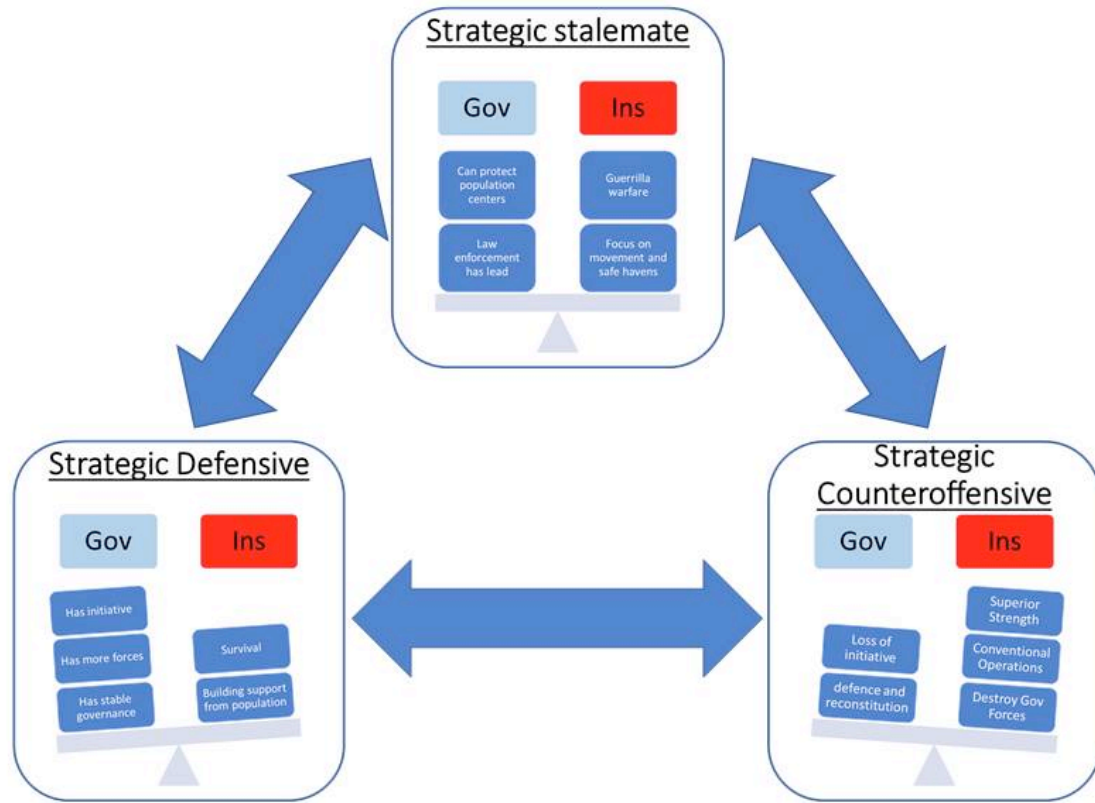 Strategic stalemate
Gov
Ins
Can protect
population
centers
Guerrilla
warfare
Law
enforcement
has lead
Focus on
movement and
safe havens
Strategic Defensive
Gov
Ins
Has initiative
Has more forces
Has stable
governance
Survival
Building support
from population
Strategic
Counteroffensive
Gov
Ins
Loss of
initiative
defence and
reconstitution
Superior
Strength
Conventional
Operations
Destroy Gov
Forces